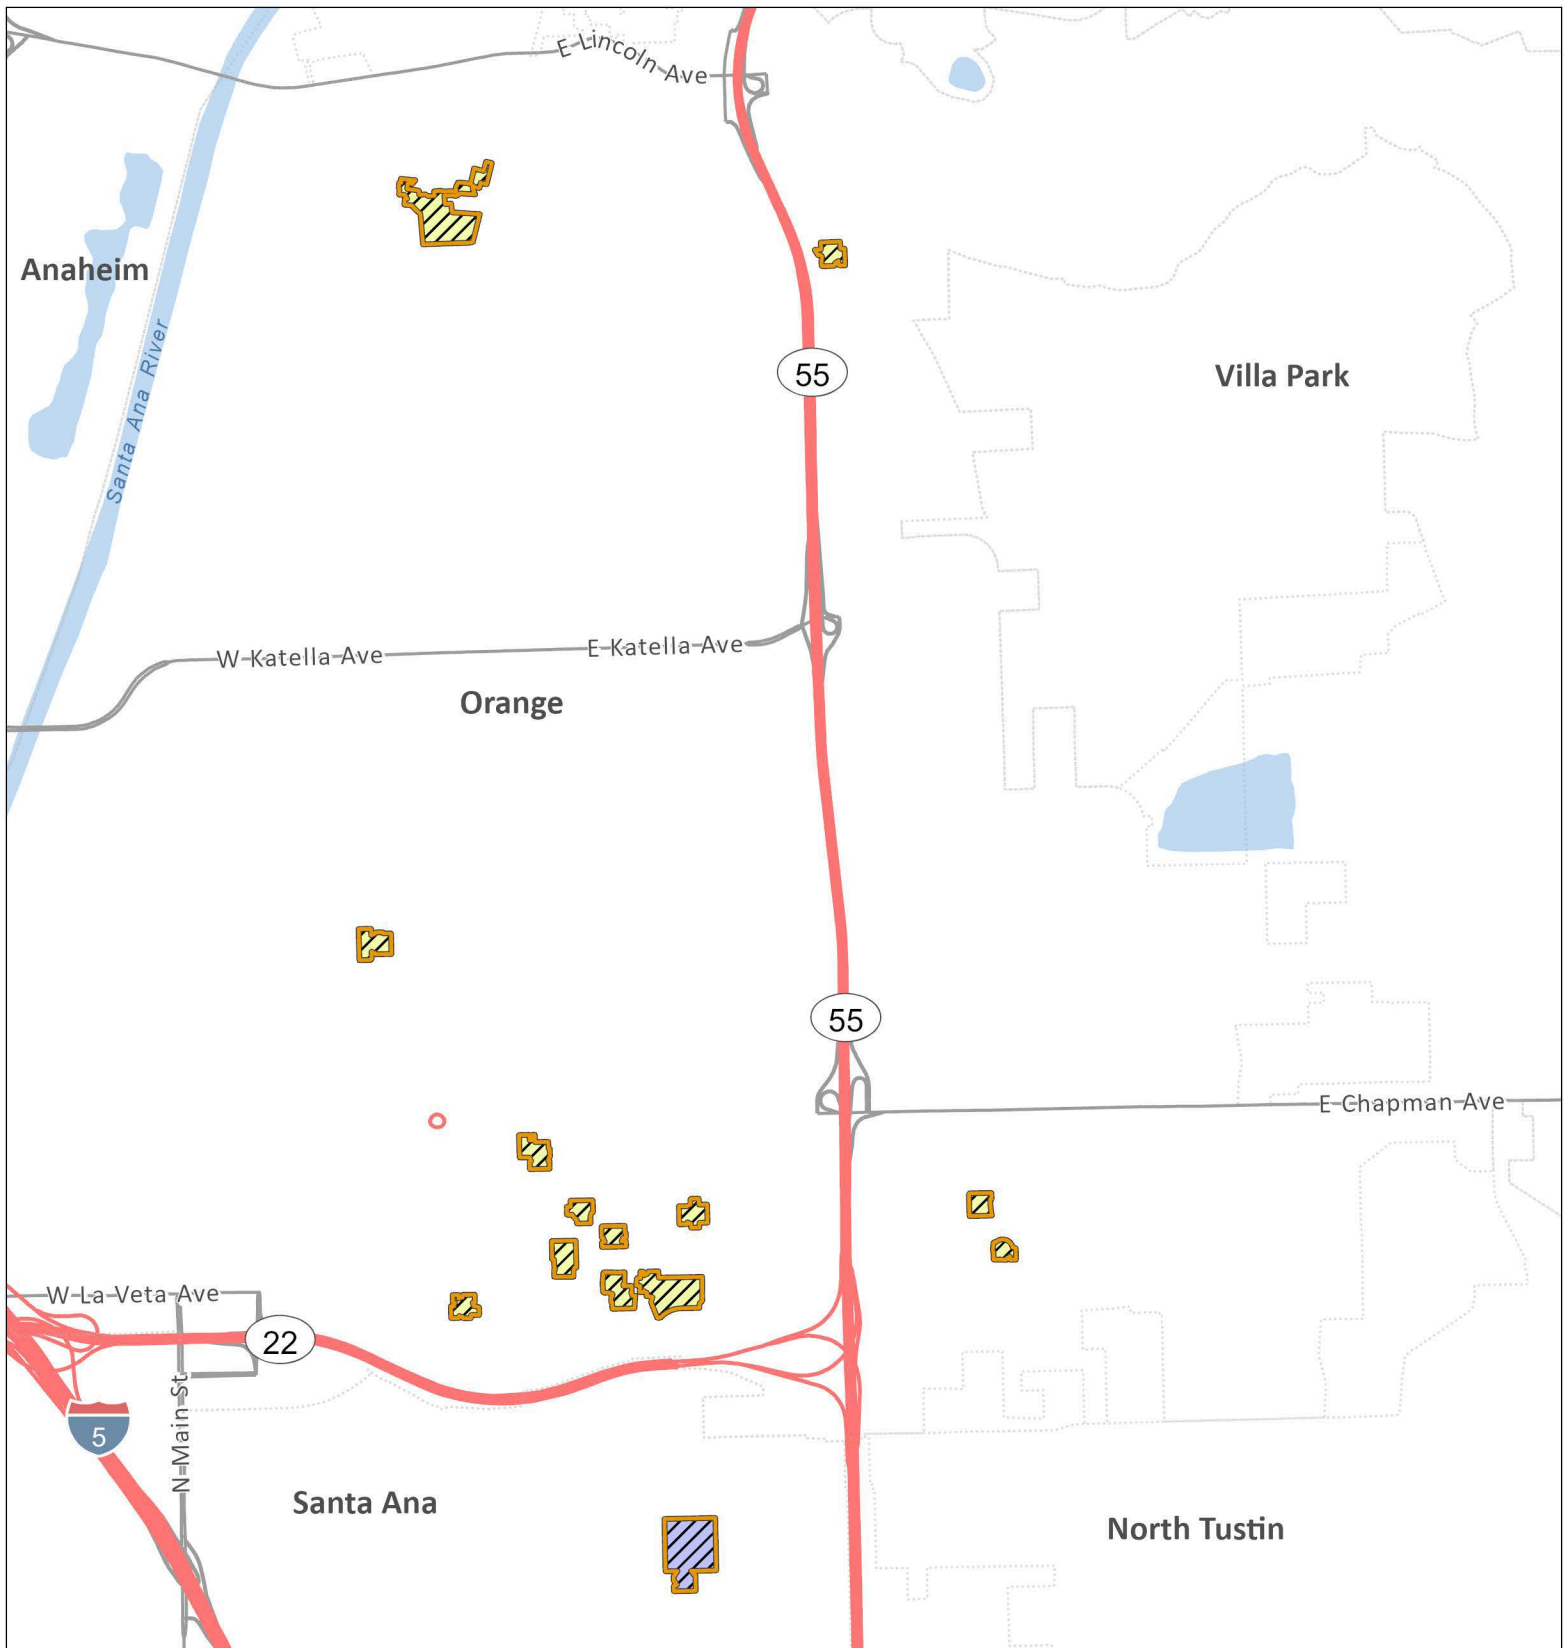 E Lincoln Ave
Anaheim
Santa Ana River
55
Villa Park
W Katella Ave
E Katella Ave
Orange
55
E Chapman Ave
W La Veta Ave
22
N Main St
5
Santa Ana
North Tustin